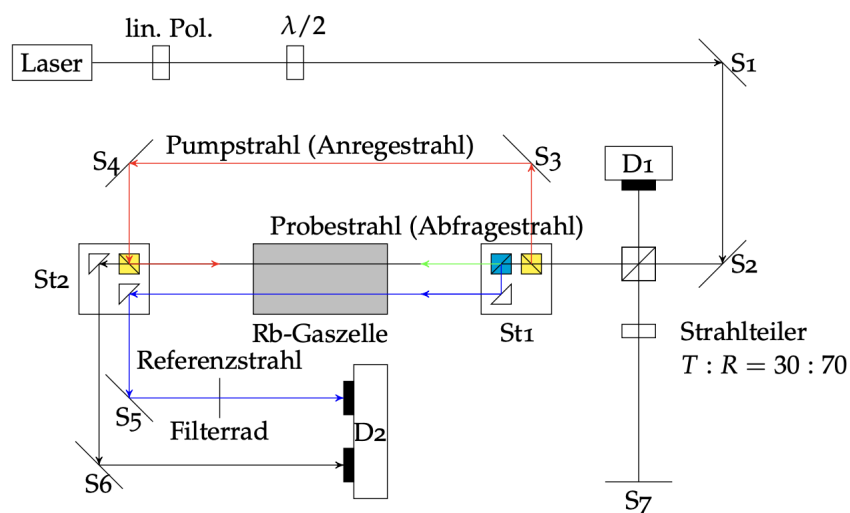 lin. Pol.
λ/2
Laser
S1
Pumpstrahl (Anregestrahl)
S4
S3
D1
Probestrahl (Abfragestrahl)
St2
S2
Rb-Gaszelle
St1
Strahlteiler
T : R = 30 : 70
Referenzstrahl
S5
Filterrad
D2
S6
S7